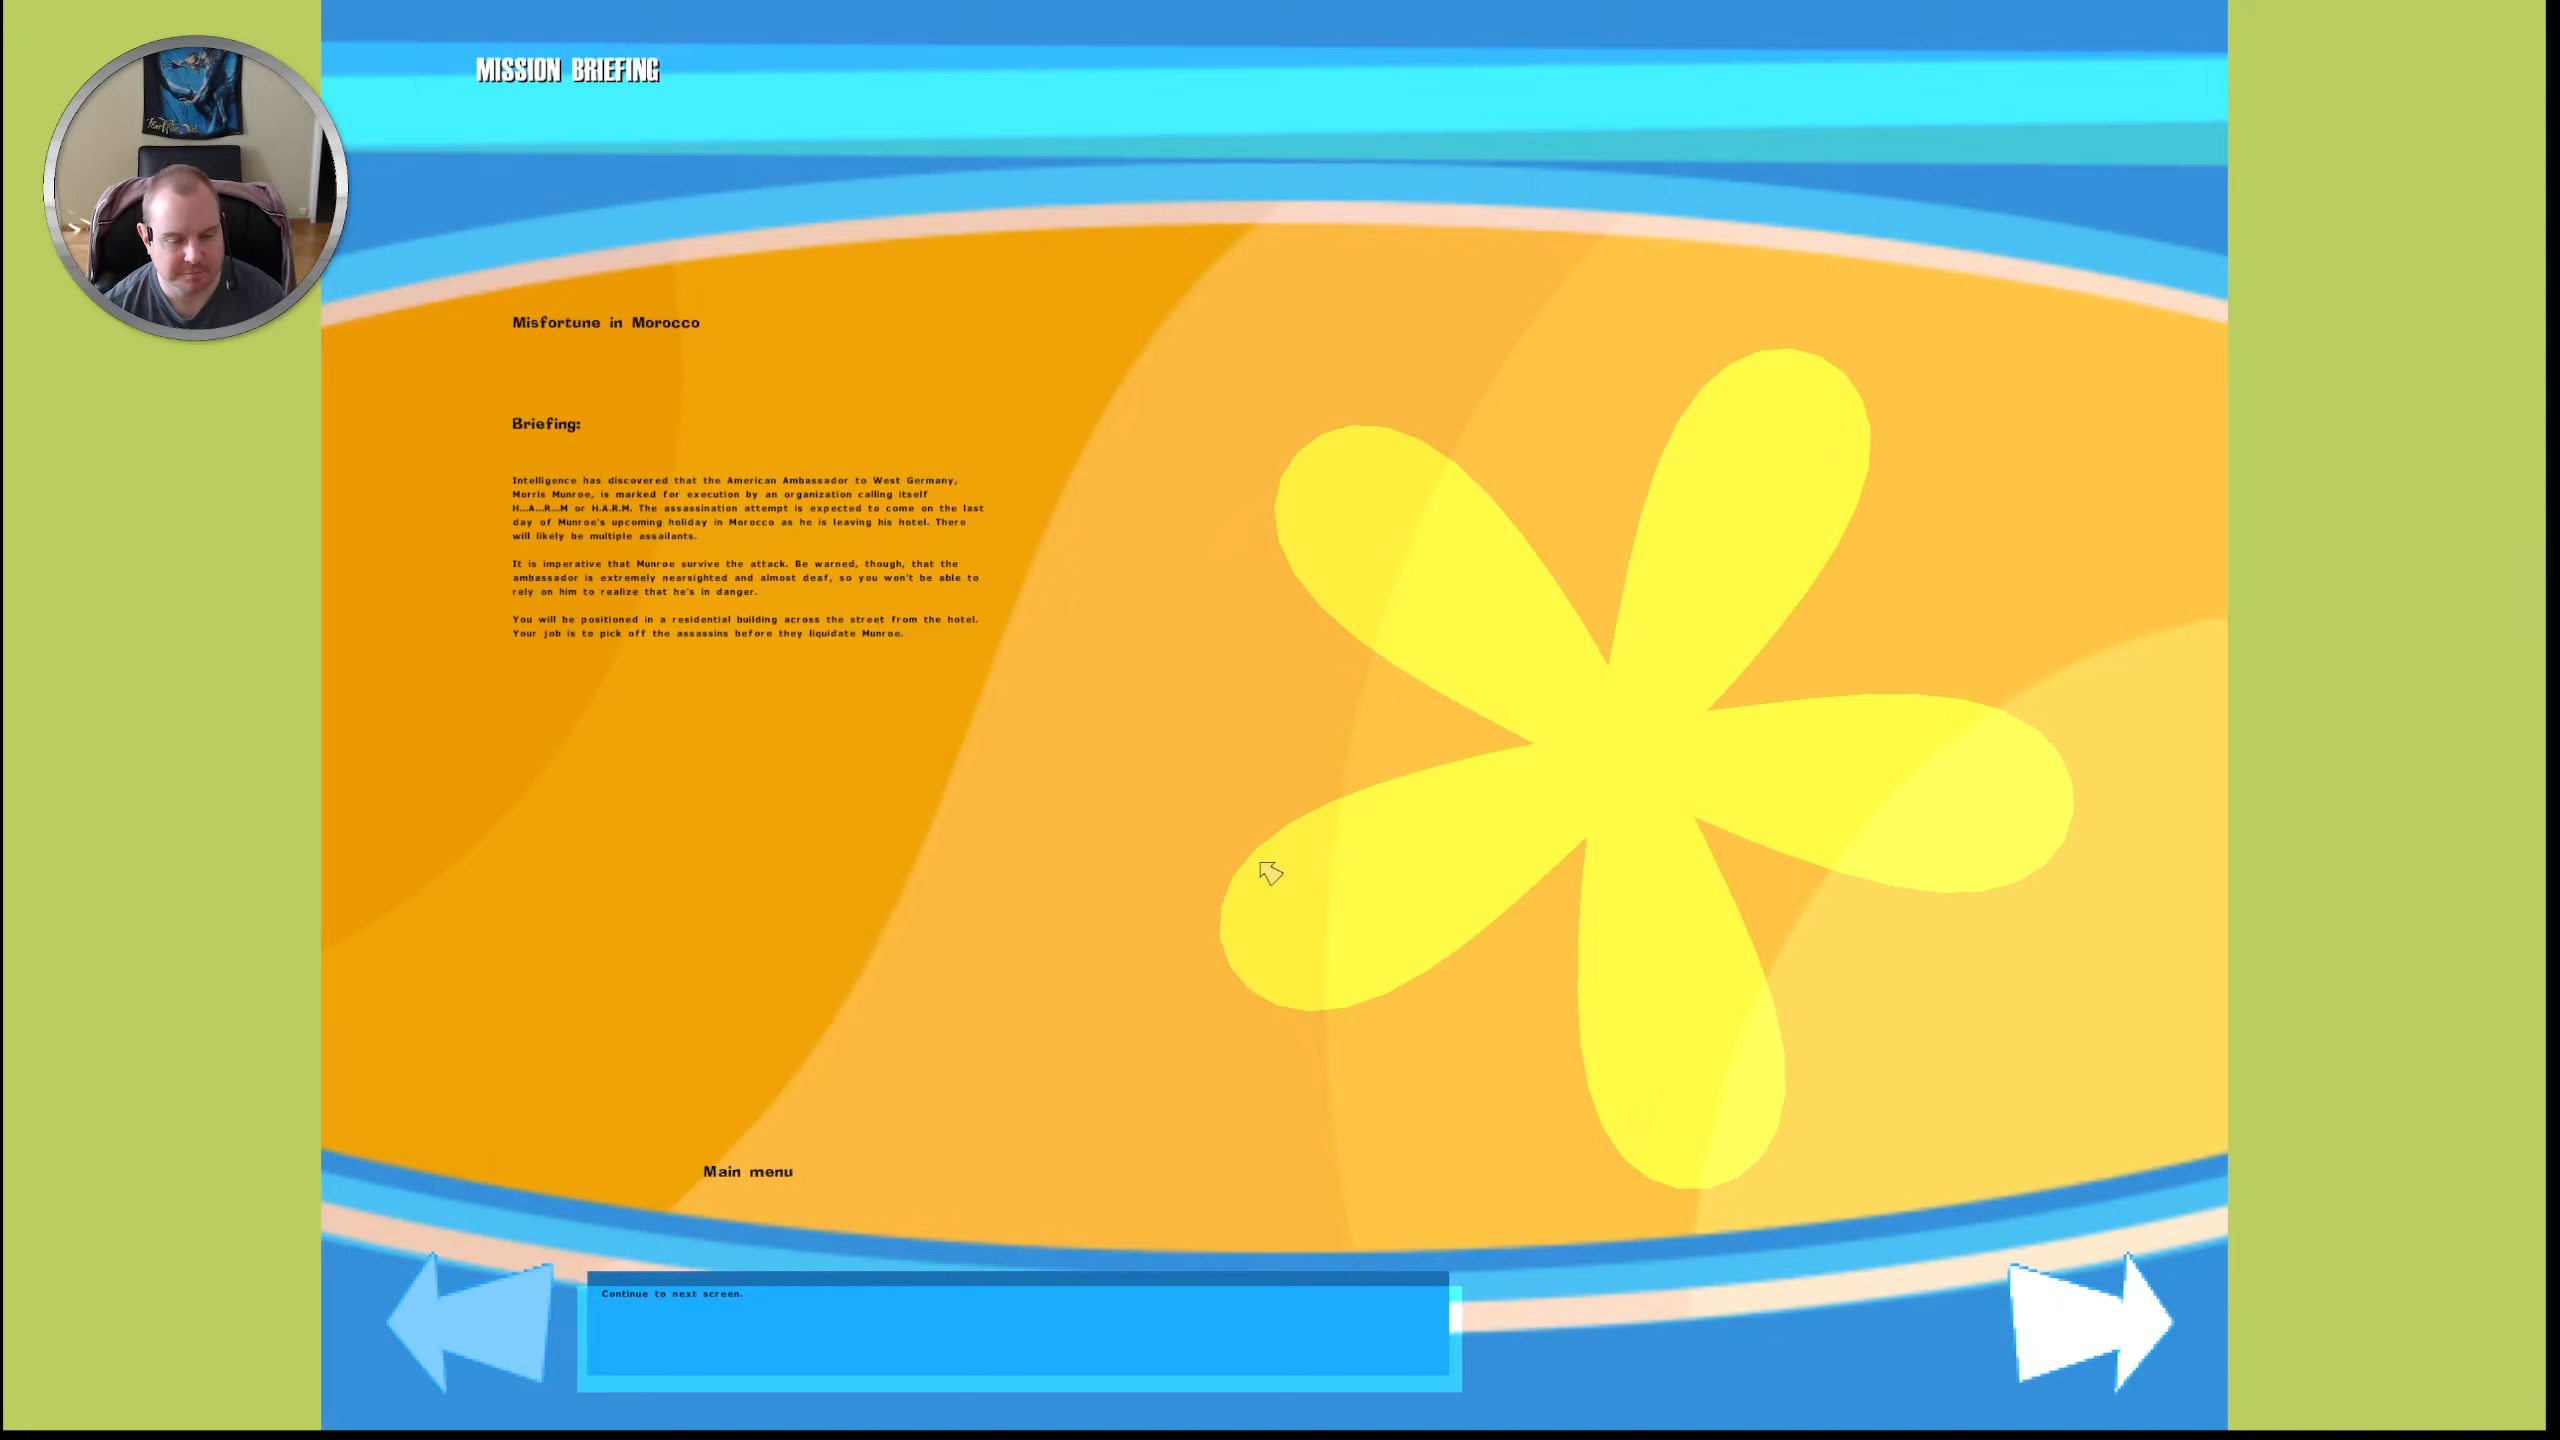 MISSION BRIEFING
Misfortune in Morocco
Briefing:
Intelligence has discovered that the American Ambassador to West Germany,
Morris Munroe, is marked for execution by an organization calling itself
H...A...R...M or H.A.R.M. The assassination attempt is expected to come on the last
day of Munroe's upcoming holiday in Morocco as he is leaving his hotel. There
will likely be multiple assailants.
It is imperative that Munroe survive the attack. Be warned, though, that the
ambassador is extremely nearsighted and almost deaf, so you won't be able to
rely on him to realize that he's in danger.
You will be positioned in a residential building across the street from the hotel.
Your job is to pick off the assassins before they liquidate Munroe.
Main menu
Continue to next screen.